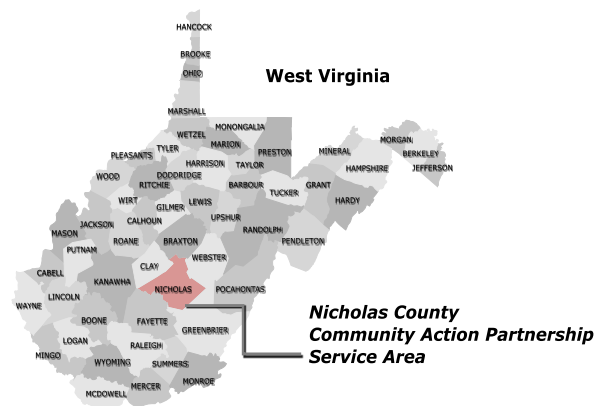 HANCOCK
BROOKE
OHIO
West Virginia
MARSHALL
WETZEL
MONONGALIA
TYLER
MARION
PRESTON
MORGAN
PLEASANTS
MINERAL
BERKELEY
HARRISON
TAYLOR
HAMPSHIRE
JEFFERSON
WOOD
DODDRIDGE
RITCHIE
BARBOUR
TUCKER
GRANT
WIRT
GILMER
LEWIS
HARDY
JACKSON
CALHOUN
UPSHUR
MASON
RANDOLPH
ROANE
BRAXTON
PENDLETON
PUTNAM
WEBSTER
CABELL
CLAY
KANAWHA
NICHOLAS
POCAHONTAS
LINCOLN
WAYNE
BOONE
FAYETTE
GREENBRIER
Nicholas County
Community Action Partnership
Service Area
LOGAN
RALEIGH
MINGO
WYOMING
SUMMERS
MERCER
MONROE
MCDOWELL